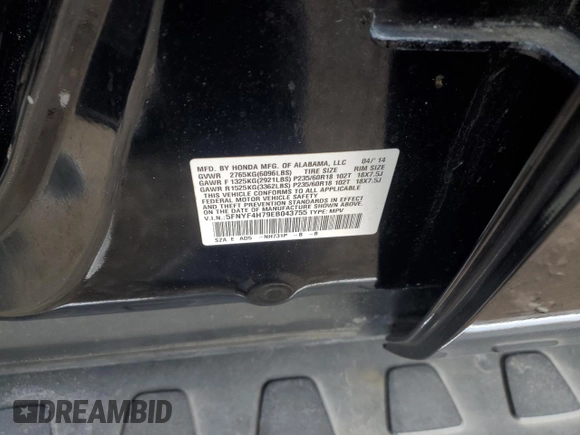 MFD. BY HONDA MFG. OF ALABAMA, LLC 04/'14
GVWR 2765KG(6096LBS) TIRE SIZE RIM SIZE
GAWR F 1325KG(2921LBS) P235/60R18 102T 18X7.5J
GAWR R 1525KG(3362LBS) P235/60R18 102T 18X7.5J
THIS VEHICLE CONFORMS TO ALL APPLICABLE
FEDERAL MOTOR VEHICLE SAFETY
AND THEFT PREVENTION STANDARDS IN EFFECT
ON THE DATE OF MANUFACTURE SHOWN ABOVE.
V.I.N.: 5FNYF4H79EB043755 TYPE: MPV
SZA E AD5 -NH731P -B -B
DREAMBID